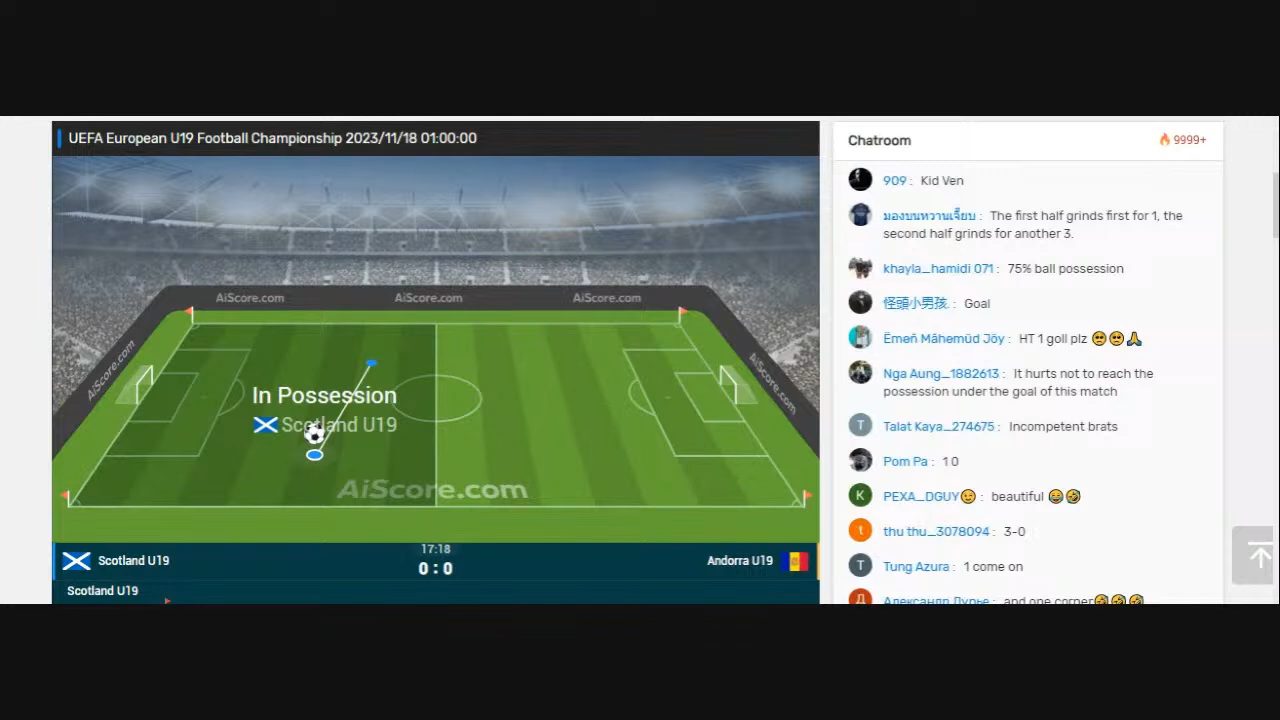 UEFA European U19 Football Championship 2023/11/18 01:00:00
AiScore.com
AiScore.com
AiScore.com
AiScore.com
AiScore.com
In Possession
Scotland U19
AiScore.com
17:18
Scotland U19
0 : 0
Andorra U19
Scotland U19
Chatroom
🔥 9999+
909 : Kid Ven
มองบนหวานเจี๊ยบ : The first half grinds first for 1, the
second half grinds for another 3.
khayla_hamidi 071 : 75% ball possession
怪頭小男孩. : Goal
Ëmeñ Mähemüd Jöy : HT 1 goll plz 🥺🥺🙏
Nga Aung_1882613 : It hurts not to reach the
possession under the goal of this match
T
Talat Kaya_274675 : Incompetent brats
Pom Pa : 1 0
K
PEXA_DGUY😉 : beautiful 😂🤣
t
thu thu_3078094 : 3-0
T
Tung Azura : 1 come on
Д
Александр Дурье : and one corner🤣🤣🤣